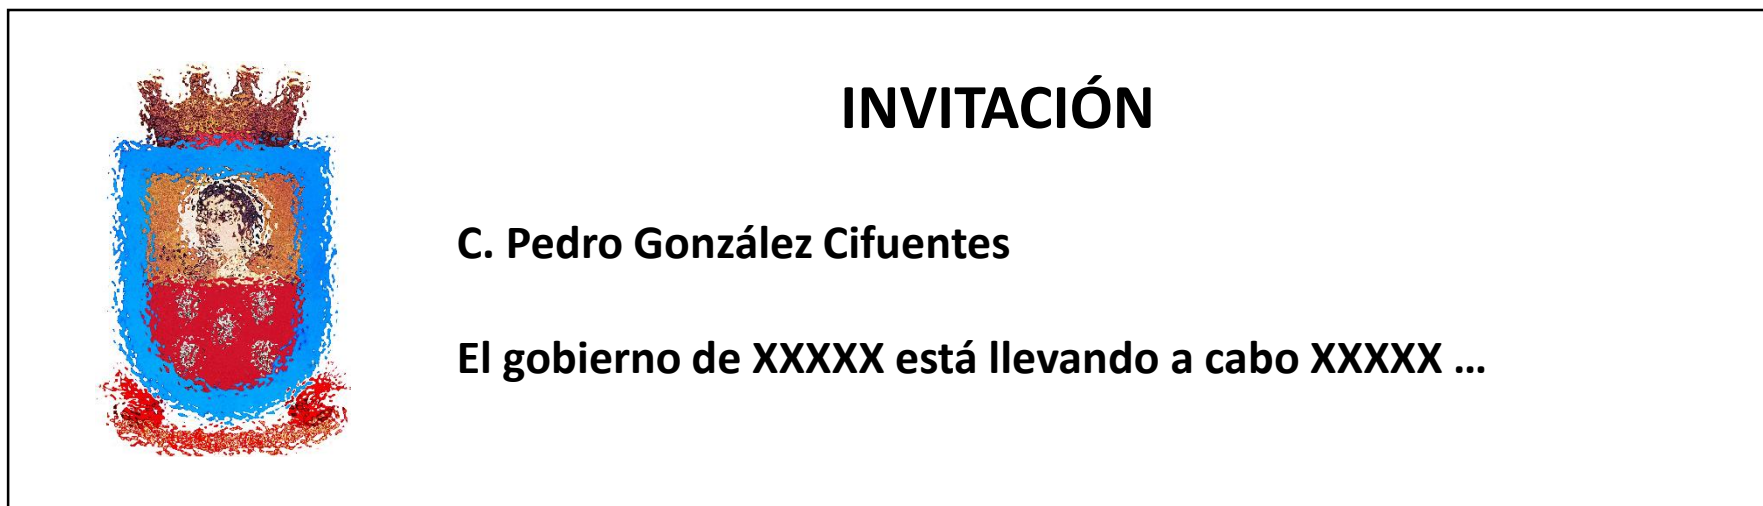 INVITACIÓN
C. Pedro González Cifuentes
El gobierno de XXXXX está llevando a cabo XXXXX ...